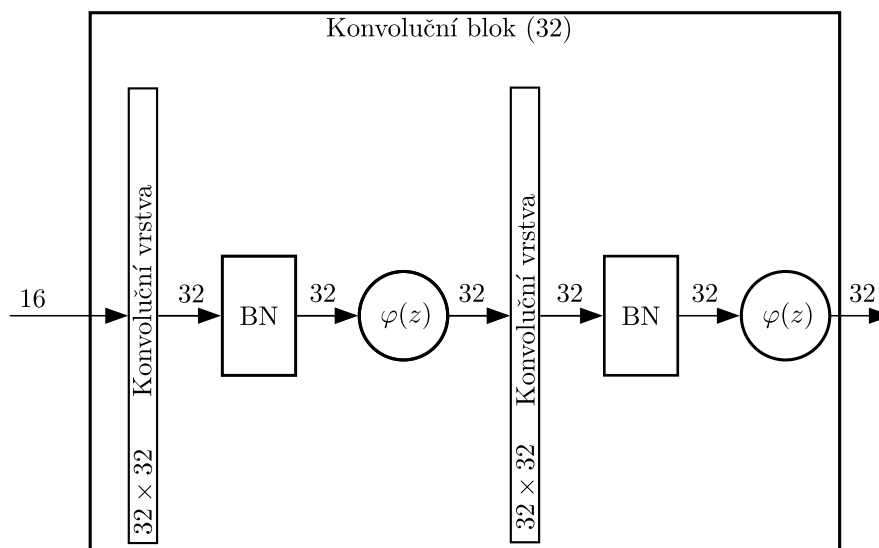 Konvoluční blok (32)
16
32 × 32 Konvoluční vrstva
32
BN
32
φ(z)
32
32 × 32 Konvoluční vrstva
32
BN
32
φ(z)
32